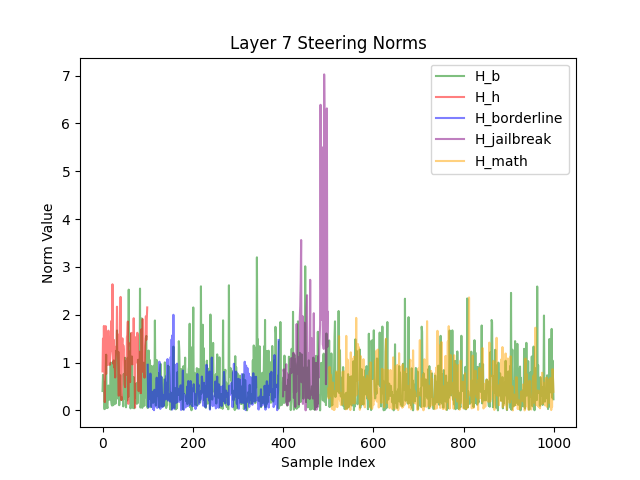 Layer 7 Steering Norms
Norm Value
7
6
5
4
3
2
1
0
H_b
H_h
H_borderline
H_jailbreak
H_math
0 200 400 600 800 1000
Sample Index